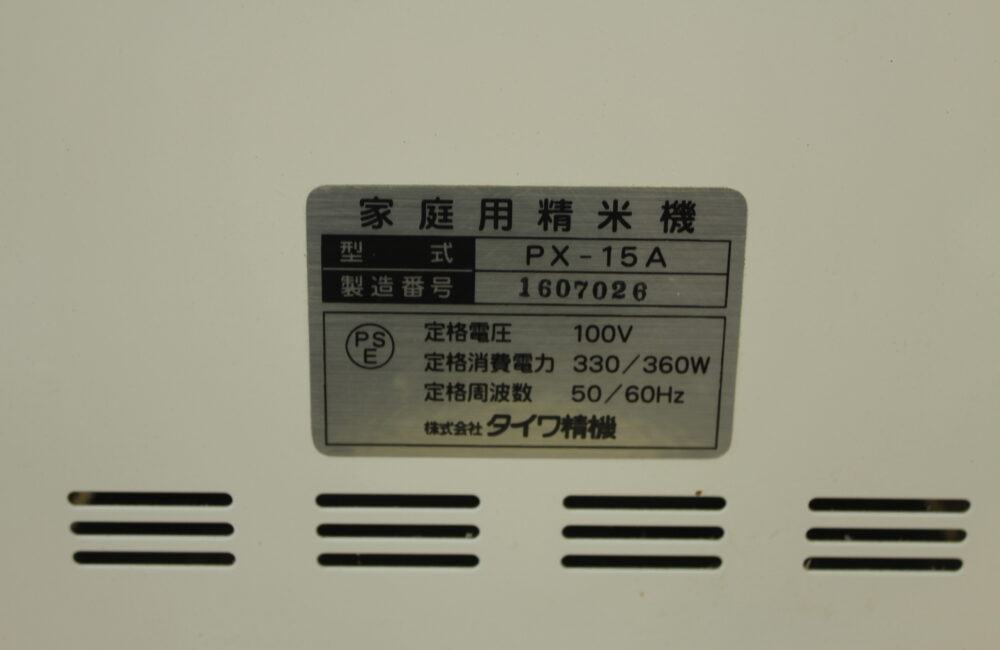 家庭用精米機
型式 PX-15A
製造番号 1607026
PS
E
定格電圧 100V
定格消費電力 330/360W
定格周波数 50/60Hz
株式会社 タイワ精機